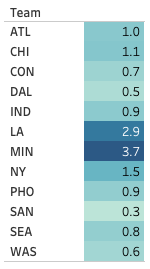 Team
ATL 1.0
CHI 1.1
CON 0.7
DAL 0.5
IND 0.9
LA 2.9
MIN 3.7
NY 1.5
PHO 0.9
SAN 0.3
SEA 0.8
WAS 0.6